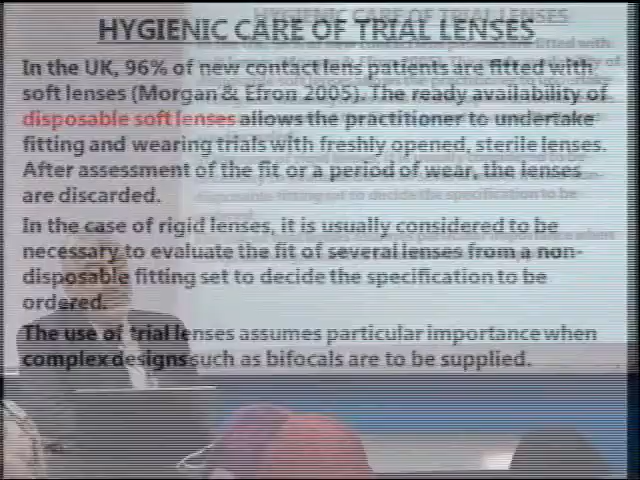 HYGIENIC CARE OF TRIAL LENSES
In the UK, 96% of new contact lens patients are fitted with
soft lenses (Morgan & Efron 2005). The ready availability of
disposable soft lenses allows the practitioner to undertake
fitting and wearing trials with freshly opened, sterile lenses.
After assessment of the fit or a period of wear, the lenses
are discarded.
In the case of rigid lenses, it is usually considered to be
necessary to evaluate the fit of several lenses from a non-
disposable fitting set to decide the specification to be
ordered.
The use of trial lenses assumes particular importance when
complex designs such as bifocals are to be supplied.